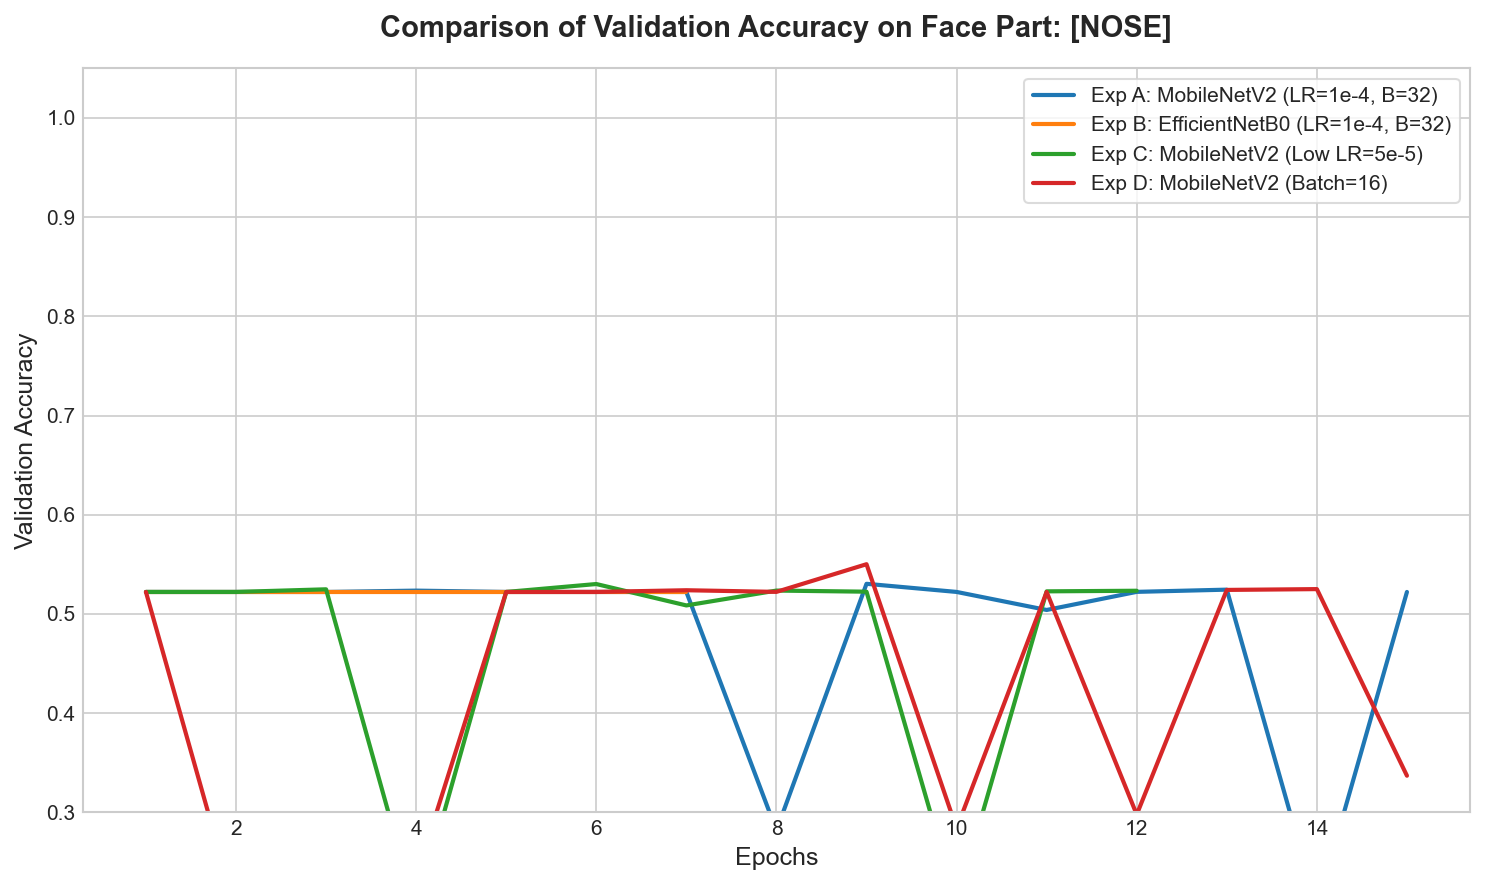 Comparison of Validation Accuracy on Face Part: [NOSE]
Exp A: MobileNetV2 (LR=1e-4, B=32)
Exp B: EfficientNetB0 (LR=1e-4, B=32)
Exp C: MobileNetV2 (Low LR=5e-5)
Exp D: MobileNetV2 (Batch=16)
Validation Accuracy
1.0
0.9
0.8
0.7
0.6
0.5
0.4
0.3
2 4 6 8 10 12 14
Epochs